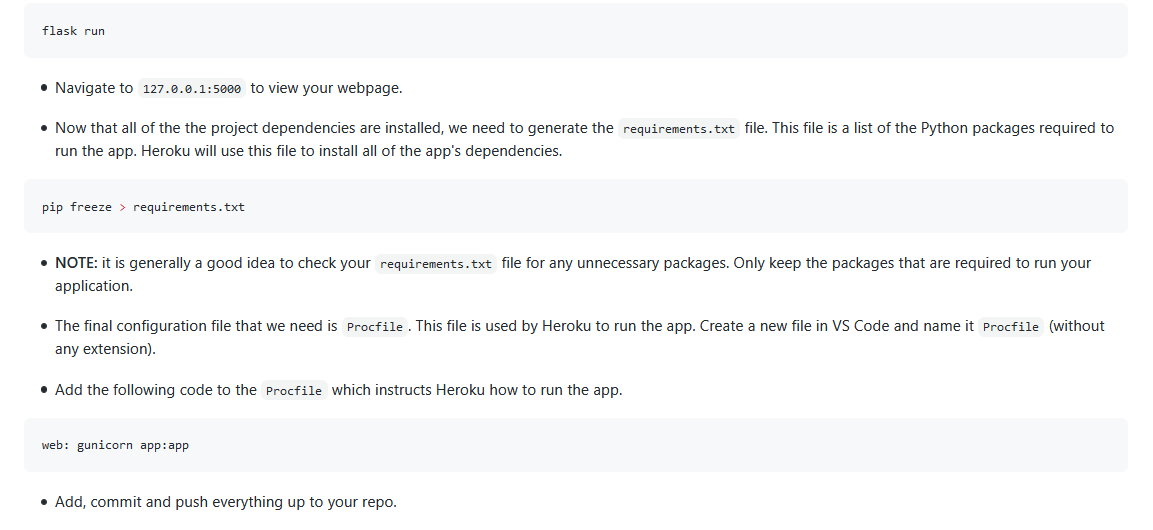 flask run
• Navigate to 127.0.0.1:5000 to view your webpage.
• Now that all of the the project dependencies are installed, we need to generate the requirements.txt file. This file is a list of the Python packages required to
run the app. Heroku will use this file to install all of the app's dependencies.
pip freeze > requirements.txt
• NOTE: it is generally a good idea to check your requirements.txt file for any unnecessary packages. Only keep the packages that are required to run your
application.
• The final configuration file that we need is Procfile. This file is used by Heroku to run the app. Create a new file in VS Code and name it Procfile (without
any extension).
• Add the following code to the Procfile which instructs Heroku how to run the app.
web: gunicorn app:app
• Add, commit and push everything up to your repo.